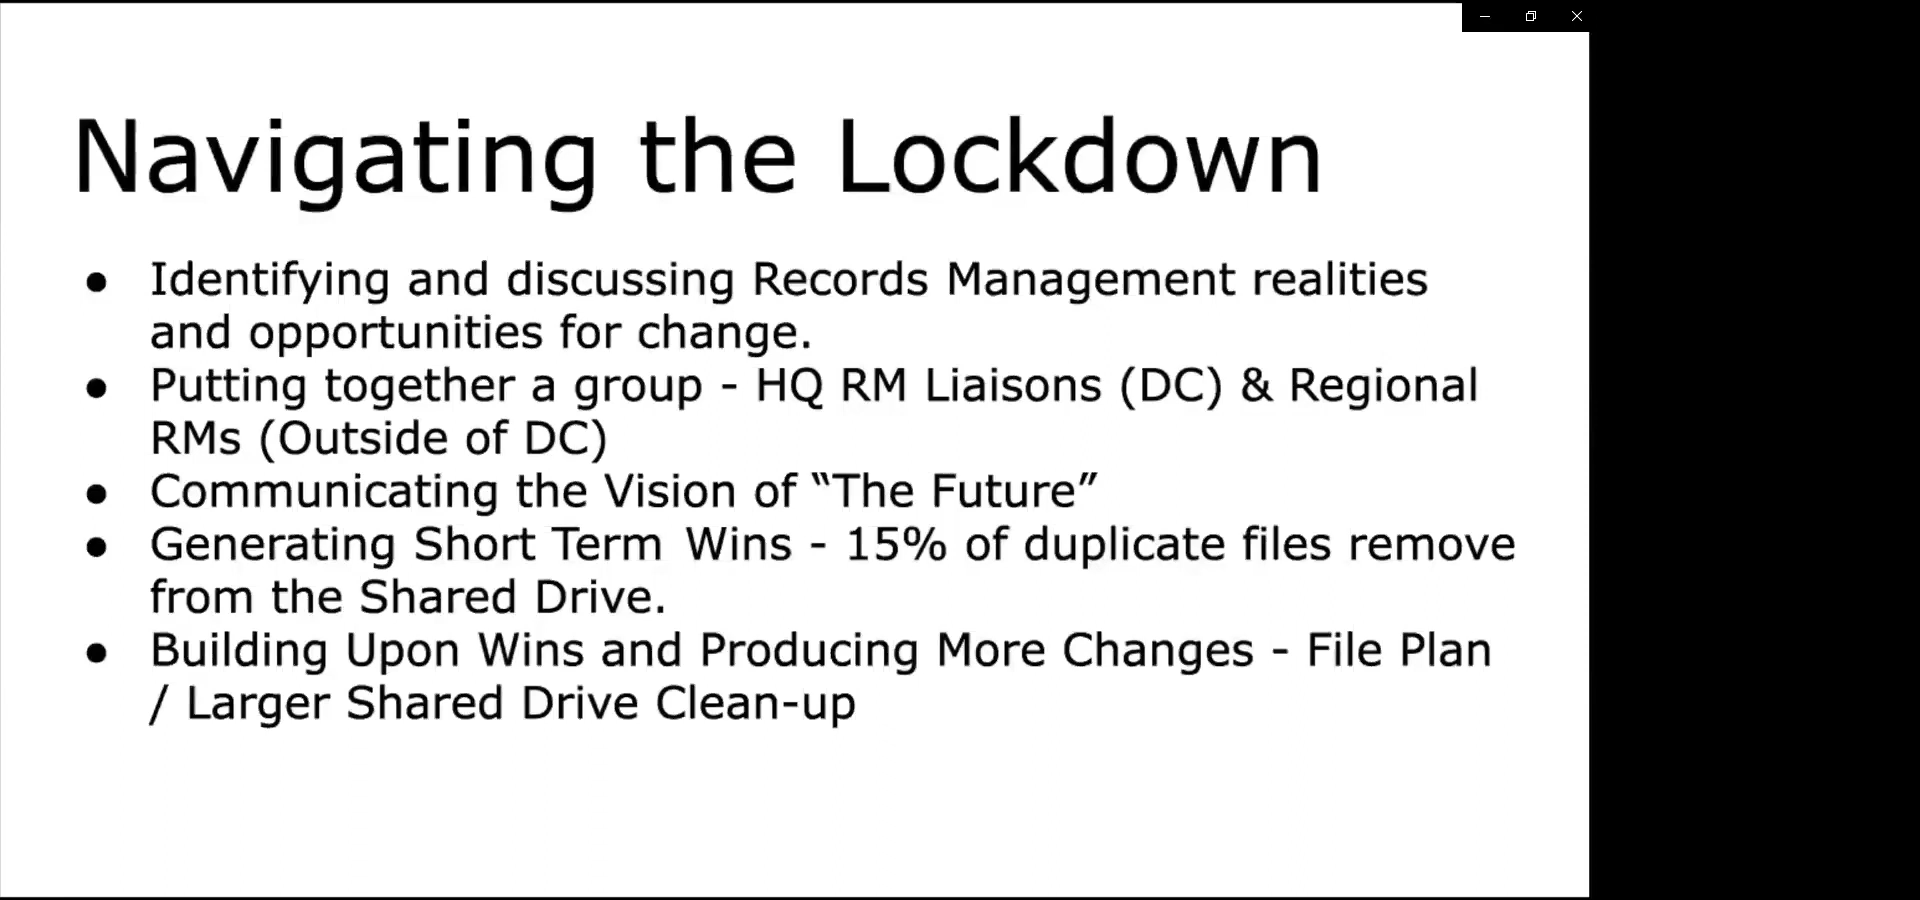 Navigating the Lockdown
● Identifying and discussing Records Management realities
and opportunities for change.
● Putting together a group - HQ RM Liaisons (DC) & Regional
RMs (Outside of DC)
● Communicating the Vision of “The Future”
● Generating Short Term Wins - 15% of duplicate files remove
from the Shared Drive.
● Building Upon Wins and Producing More Changes - File Plan
/ Larger Shared Drive Clean-up